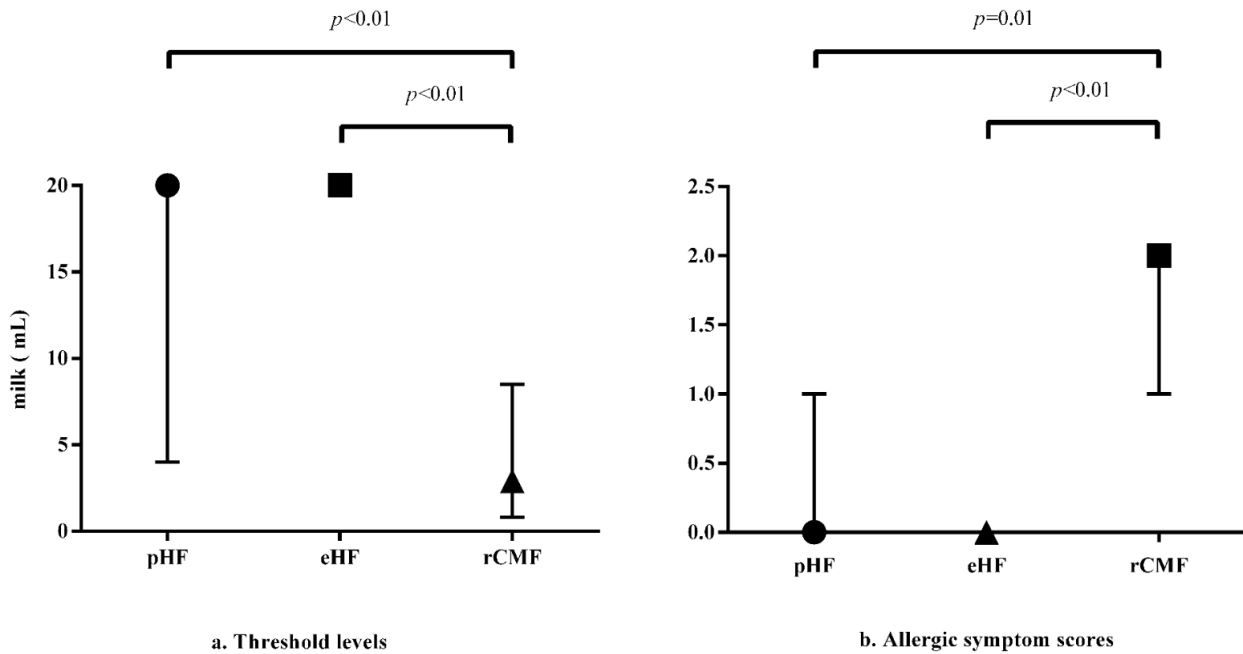 p<0.01
p<0.01
20
15
10
5
0
milk ( mL)
pHF eHF rCMF
a. Threshold levels
p=0.01
p<0.01
2.5
2.0
1.5
1.0
0.5
0.0
pHF eHF rCMF
b. Allergic symptom scores